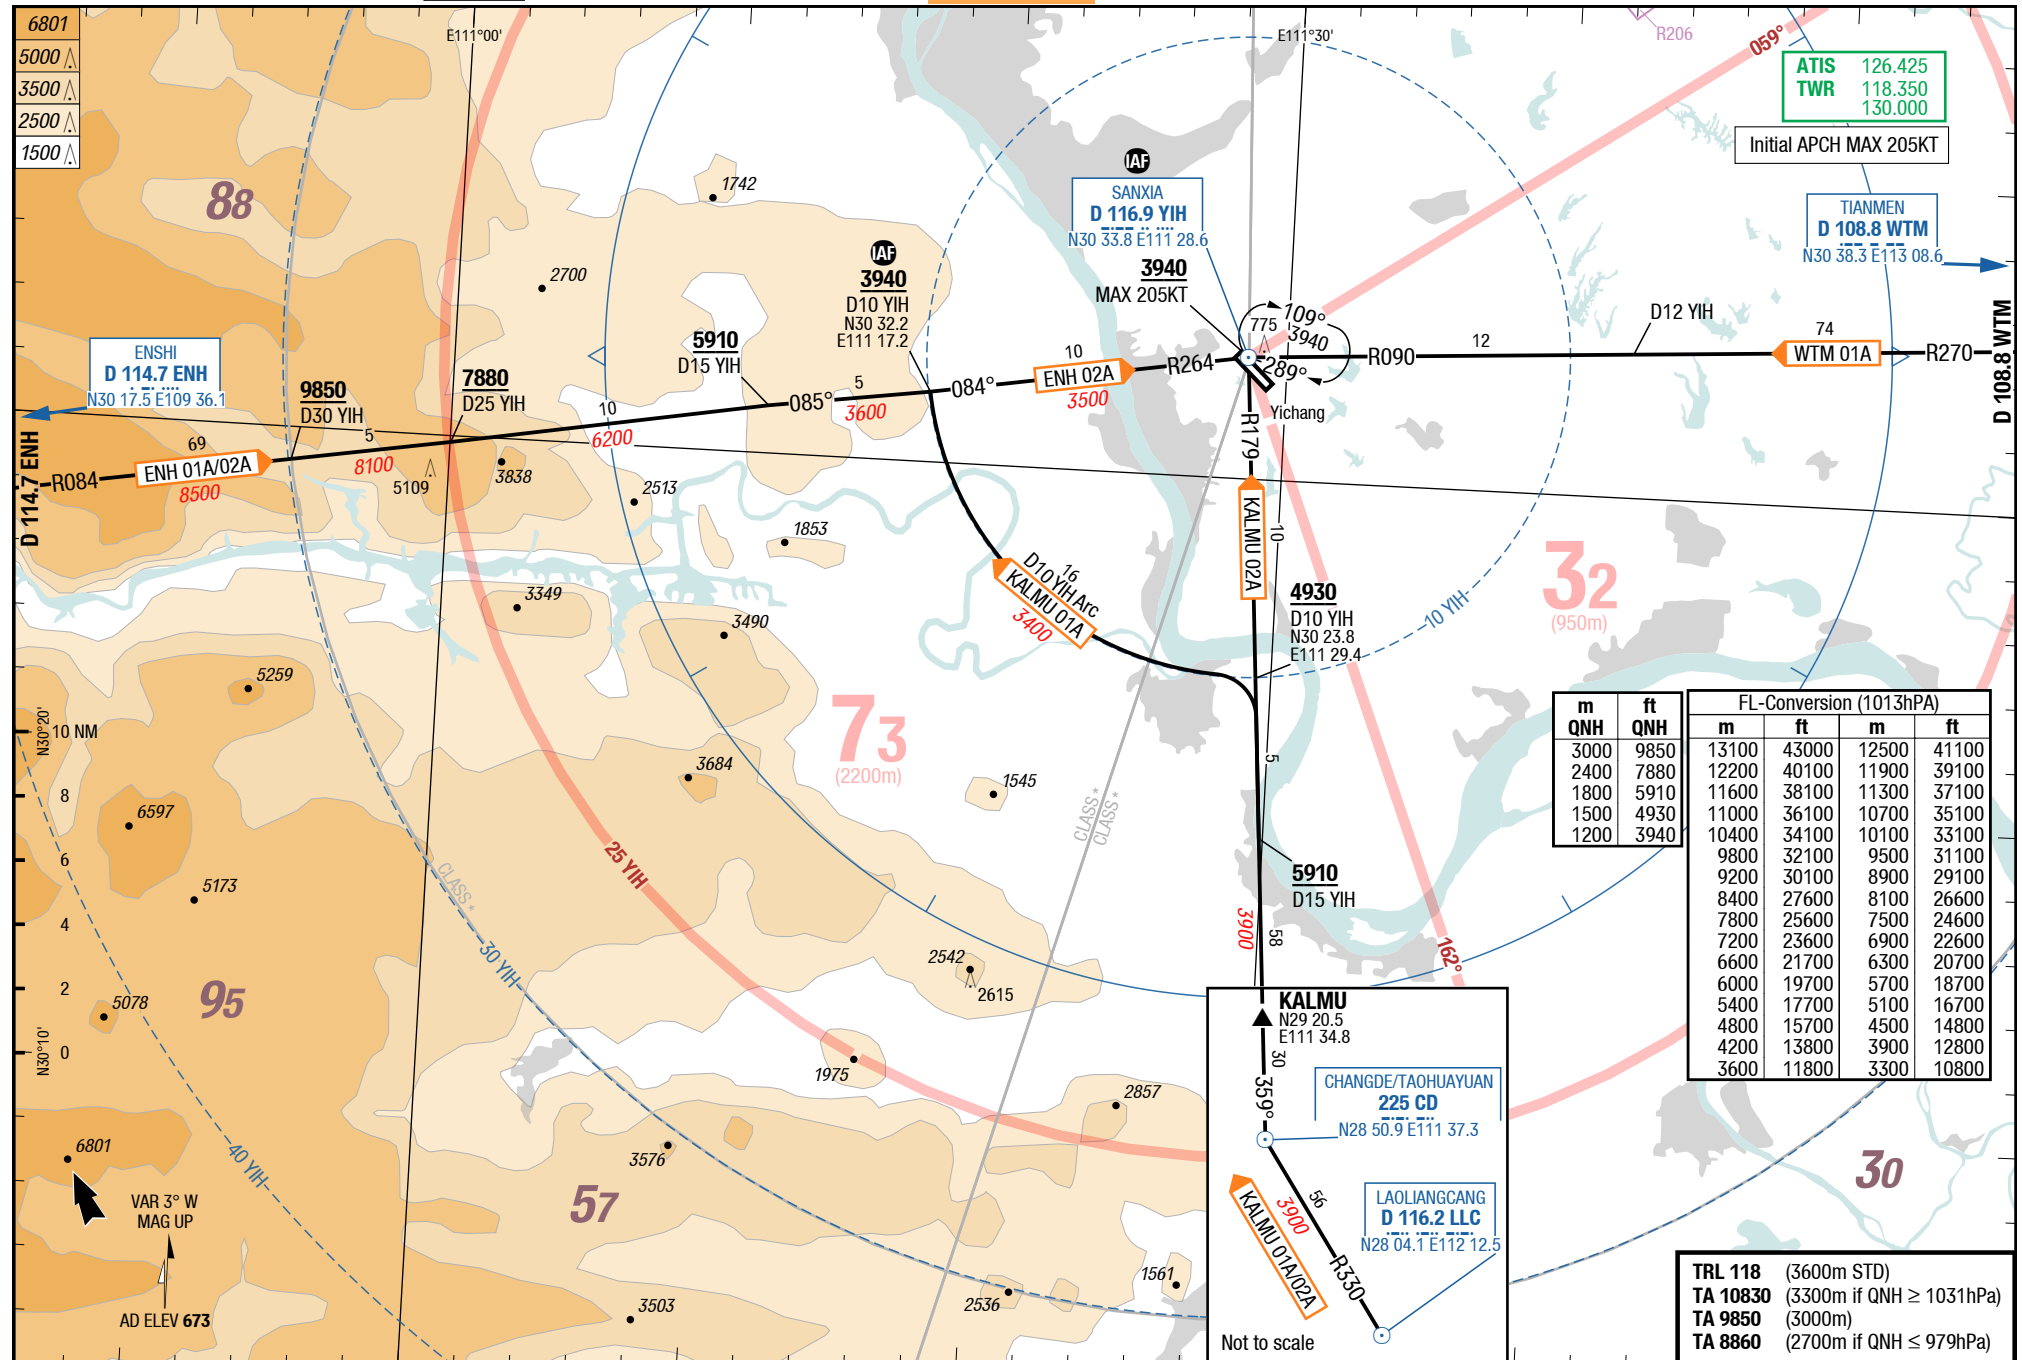 6801
5000
3500
2500
1500
E111°00'
E111°30'
R206
059°
ATIS 126.425
TWR 118.350
130.000
Initial APCH MAX 205KT
88
1742
2700
IAF
SANXIA
D 116.9 YIH
N30 33.8 E111 28.6
TIANMEN
D 108.8 WTM
N30 38.3 E113 08.6
IAF
3940
D10 YIH
N30 32.2
E111 17.2
3940
MAX 205KT
775
109°
3940
289°
D12 YIH
12
74
WTM 01A
R090
R270
D 108.8 WTM
ENSHI
D 114.7 ENH
N30 17.5 E109 36.1
9850
D30 YIH
7880
D25 YIH
5910
D15 YIH
10
ENH 02A
3500
R264
084°
5
085°
3600
10
6200
5
8100
69
ENH 01A/02A
8500
R084
D 114.7 ENH
5109
3838
2513
1853
Yichang
R179
KALMU 02A
10
16
D10 YIH Arc
KALMU 01A
3400
4930
D10 YIH
N30 23.8
E111 29.4
10 YIH
32
(950m)
3349
3490
5259
73
(2200m)
3684
1545
N30°20'
10 NM
8
6
4
2
0
N30°10'
6597
5173
5078
95
25 YIH
30 YIH
40 YIH
CLASS *
CLASS *
CLASS *
5
5910
D15 YIH
3900
58
162°
2542
2615
1975
2857
3576
57
3503
2536
1561
30
6801
VAR 3° W
MAG UP
AD ELEV 673
m ft
QNH QNH
3000 9850
2400 7880
1800 5910
1500 4930
1200 3940
FL-Conversion (1013hPA)
m ft m ft
13100 43000 12500 41100
12200 40100 11900 39100
11600 38100 11300 37100
11000 36100 10700 35100
10400 34100 10100 33100
9800 32100 9500 31100
9200 30100 8900 29100
8400 27600 8100 26600
7800 25600 7500 24600
7200 23600 6900 22600
6600 21700 6300 20700
6000 19700 5700 18700
5400 17700 5100 16700
4800 15700 4500 14800
4200 13800 3900 12800
3600 11800 3300 10800
KALMU
N29 20.5
E111 34.8
30
359°
CHANGDE/TAOHUAYUAN
225 CD
N28 50.9 E111 37.3
56
3900
KALMU 01A/02A
R330
LAOLIANGCANG
D 116.2 LLC
N28 04.1 E112 12.5
Not to scale
TRL 118 (3600m STD)
TA 10830 (3300m if QNH ≥ 1031hPa)
TA 9850 (3000m)
TA 8860 (2700m if QNH ≤ 979hPa)